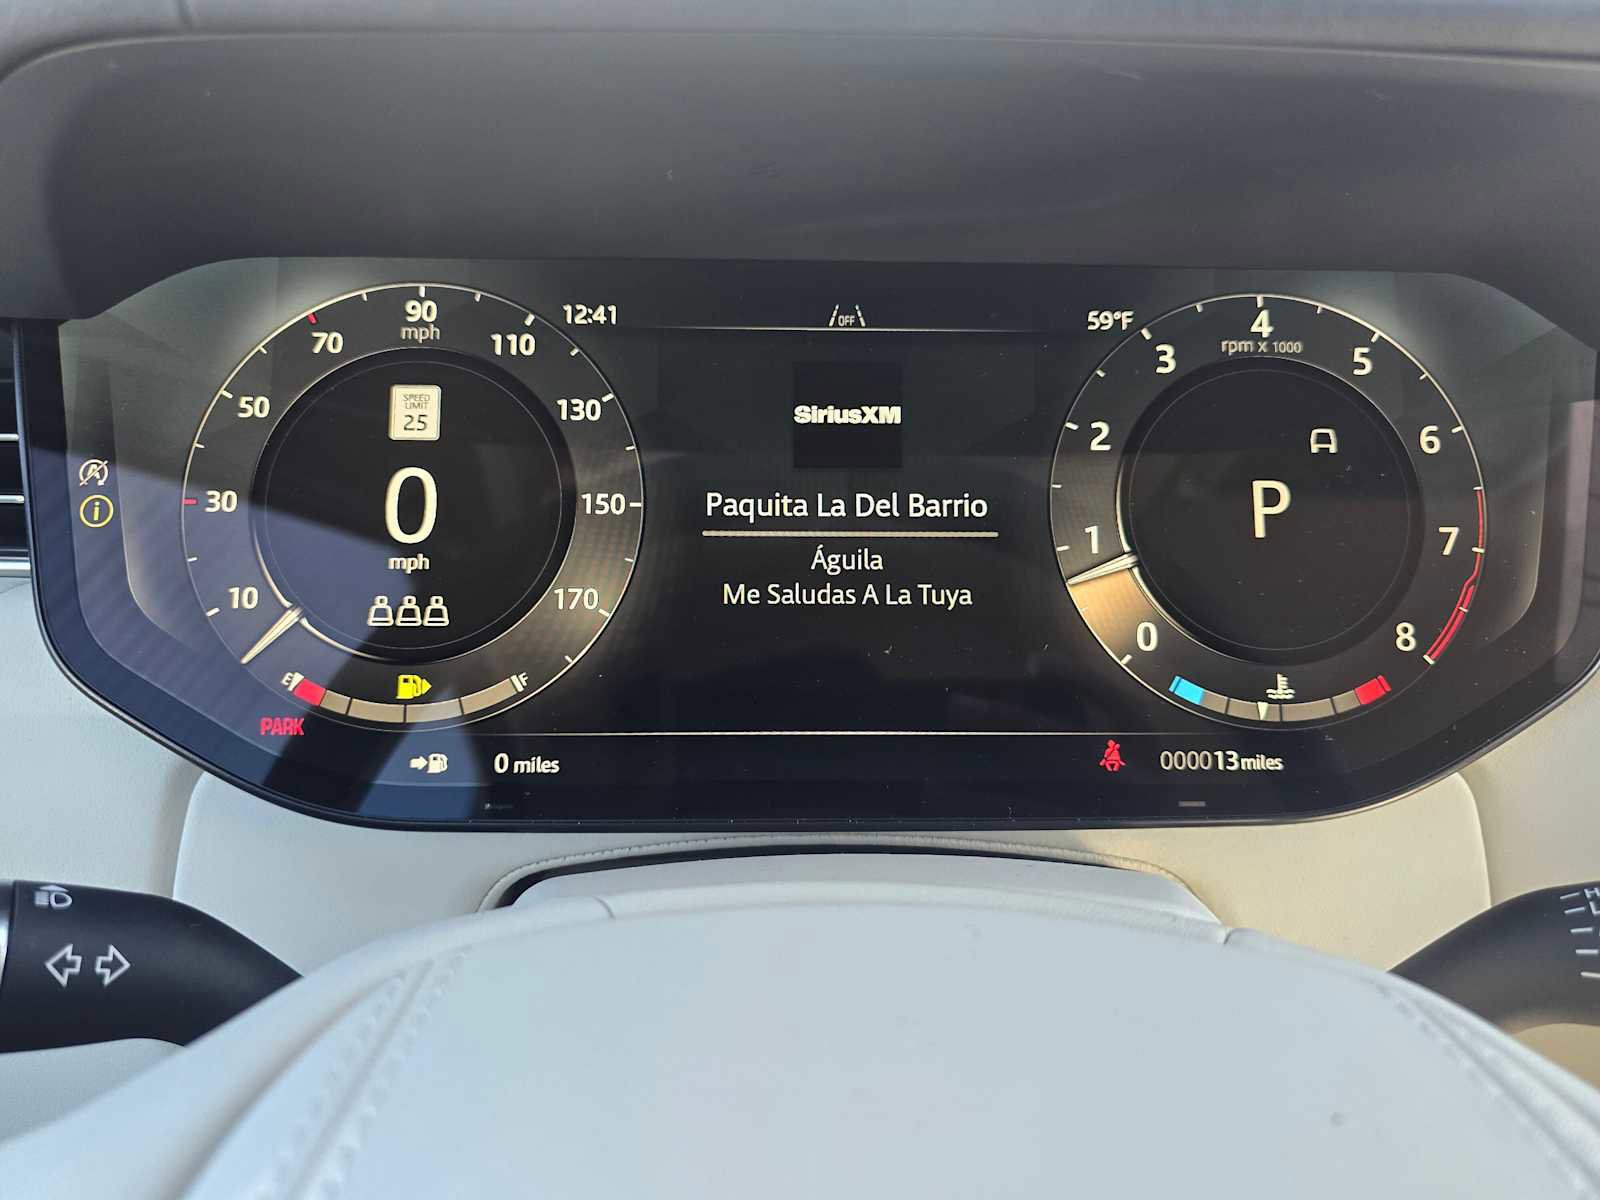 12:41
OFF
59°F
90
mph
70
110
50
130
30
150
10
170
SPEED
LIMIT
25
0
mph
A
i
E
F
PARK
SiriusXM
Paquita La Del Barrio
Águila
Me Saludas A La Tuya
4
rpm x 1000
3
5
2
6
1
7
0
8
P
0 miles
000013 miles